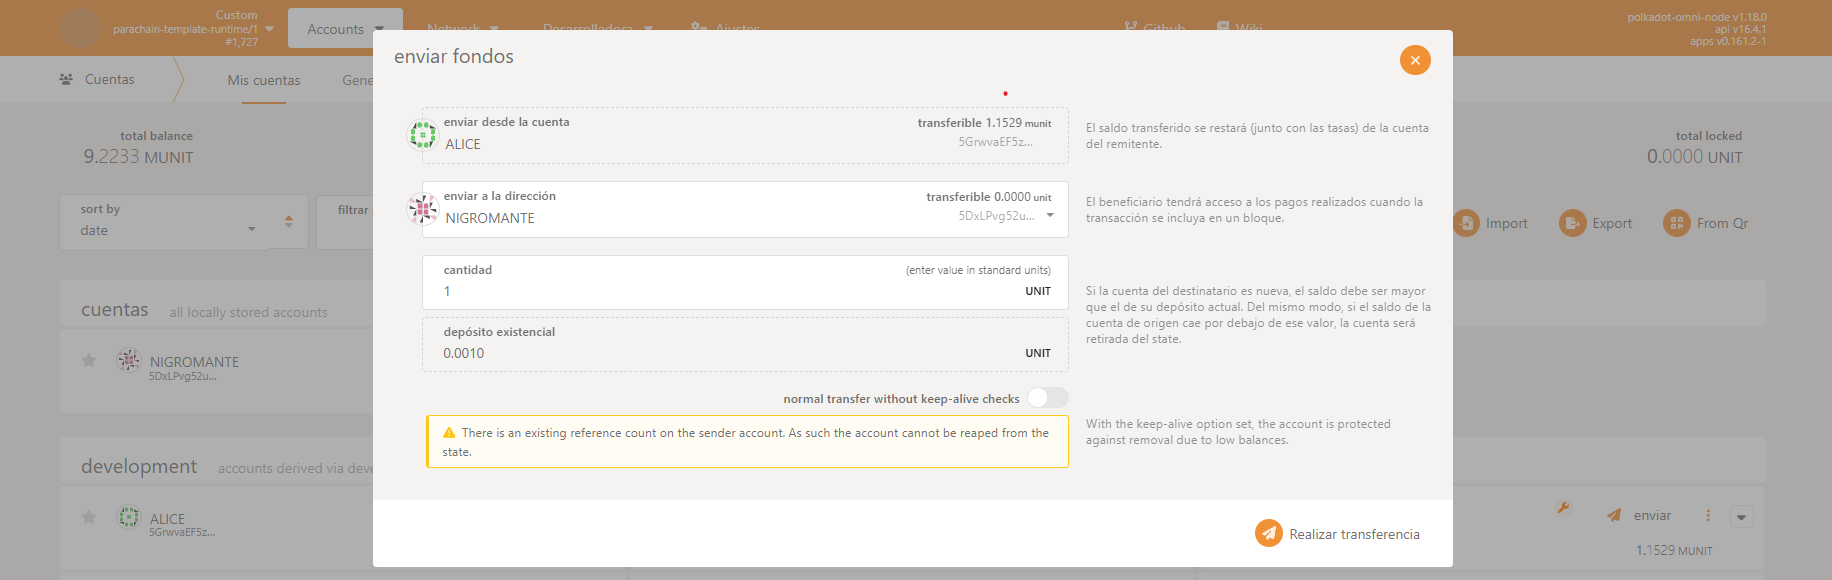 Custom
parachain-template-runtime/1
#1,727
Accounts
Network
Desarrolladora
Ajustes
Github
Wiki
polkadot-omni-node v1.18.0
api v16.4.1
apps v0.161.2-1
Cuentas
Mis cuentas
Gene
total balance
9.2233 MUNIT
total locked
0.0000 UNIT
sort by
date
filtrar
Import
Export
From Qr
cuentas all locally stored accounts
NIGROMANTE
5DxLPvg52u...
development accounts derived via deve
ALICE
5GrwvaEF5z...
enviar
1.1529 MUNIT
enviar fondos
enviar desde la cuenta
transferible 1.1529 munit
ALICE
5GrwvaEF5z...
El saldo transferido se restará (junto con las tasas) de la cuenta
del remitente.
enviar a la dirección
transferible 0.0000 unit
NIGROMANTE
5DxLPvg52u...
El beneficiario tendrá acceso a los pagos realizados cuando la
transacción se incluya en un bloque.
cantidad
(enter value in standard units)
1
UNIT
depósito existencial
0.0010
UNIT
Si la cuenta del destinatario es nueva, el saldo debe ser mayor
que el de su depósito actual. Del mismo modo, si el saldo de la
cuenta de origen cae por debajo de ese valor, la cuenta será
retirada del state.
normal transfer without keep-alive checks
There is an existing reference count on the sender account. As such the account cannot be reaped from the
state.
With the keep-alive option set, the account is protected
against removal due to low balances.
Realizar transferencia